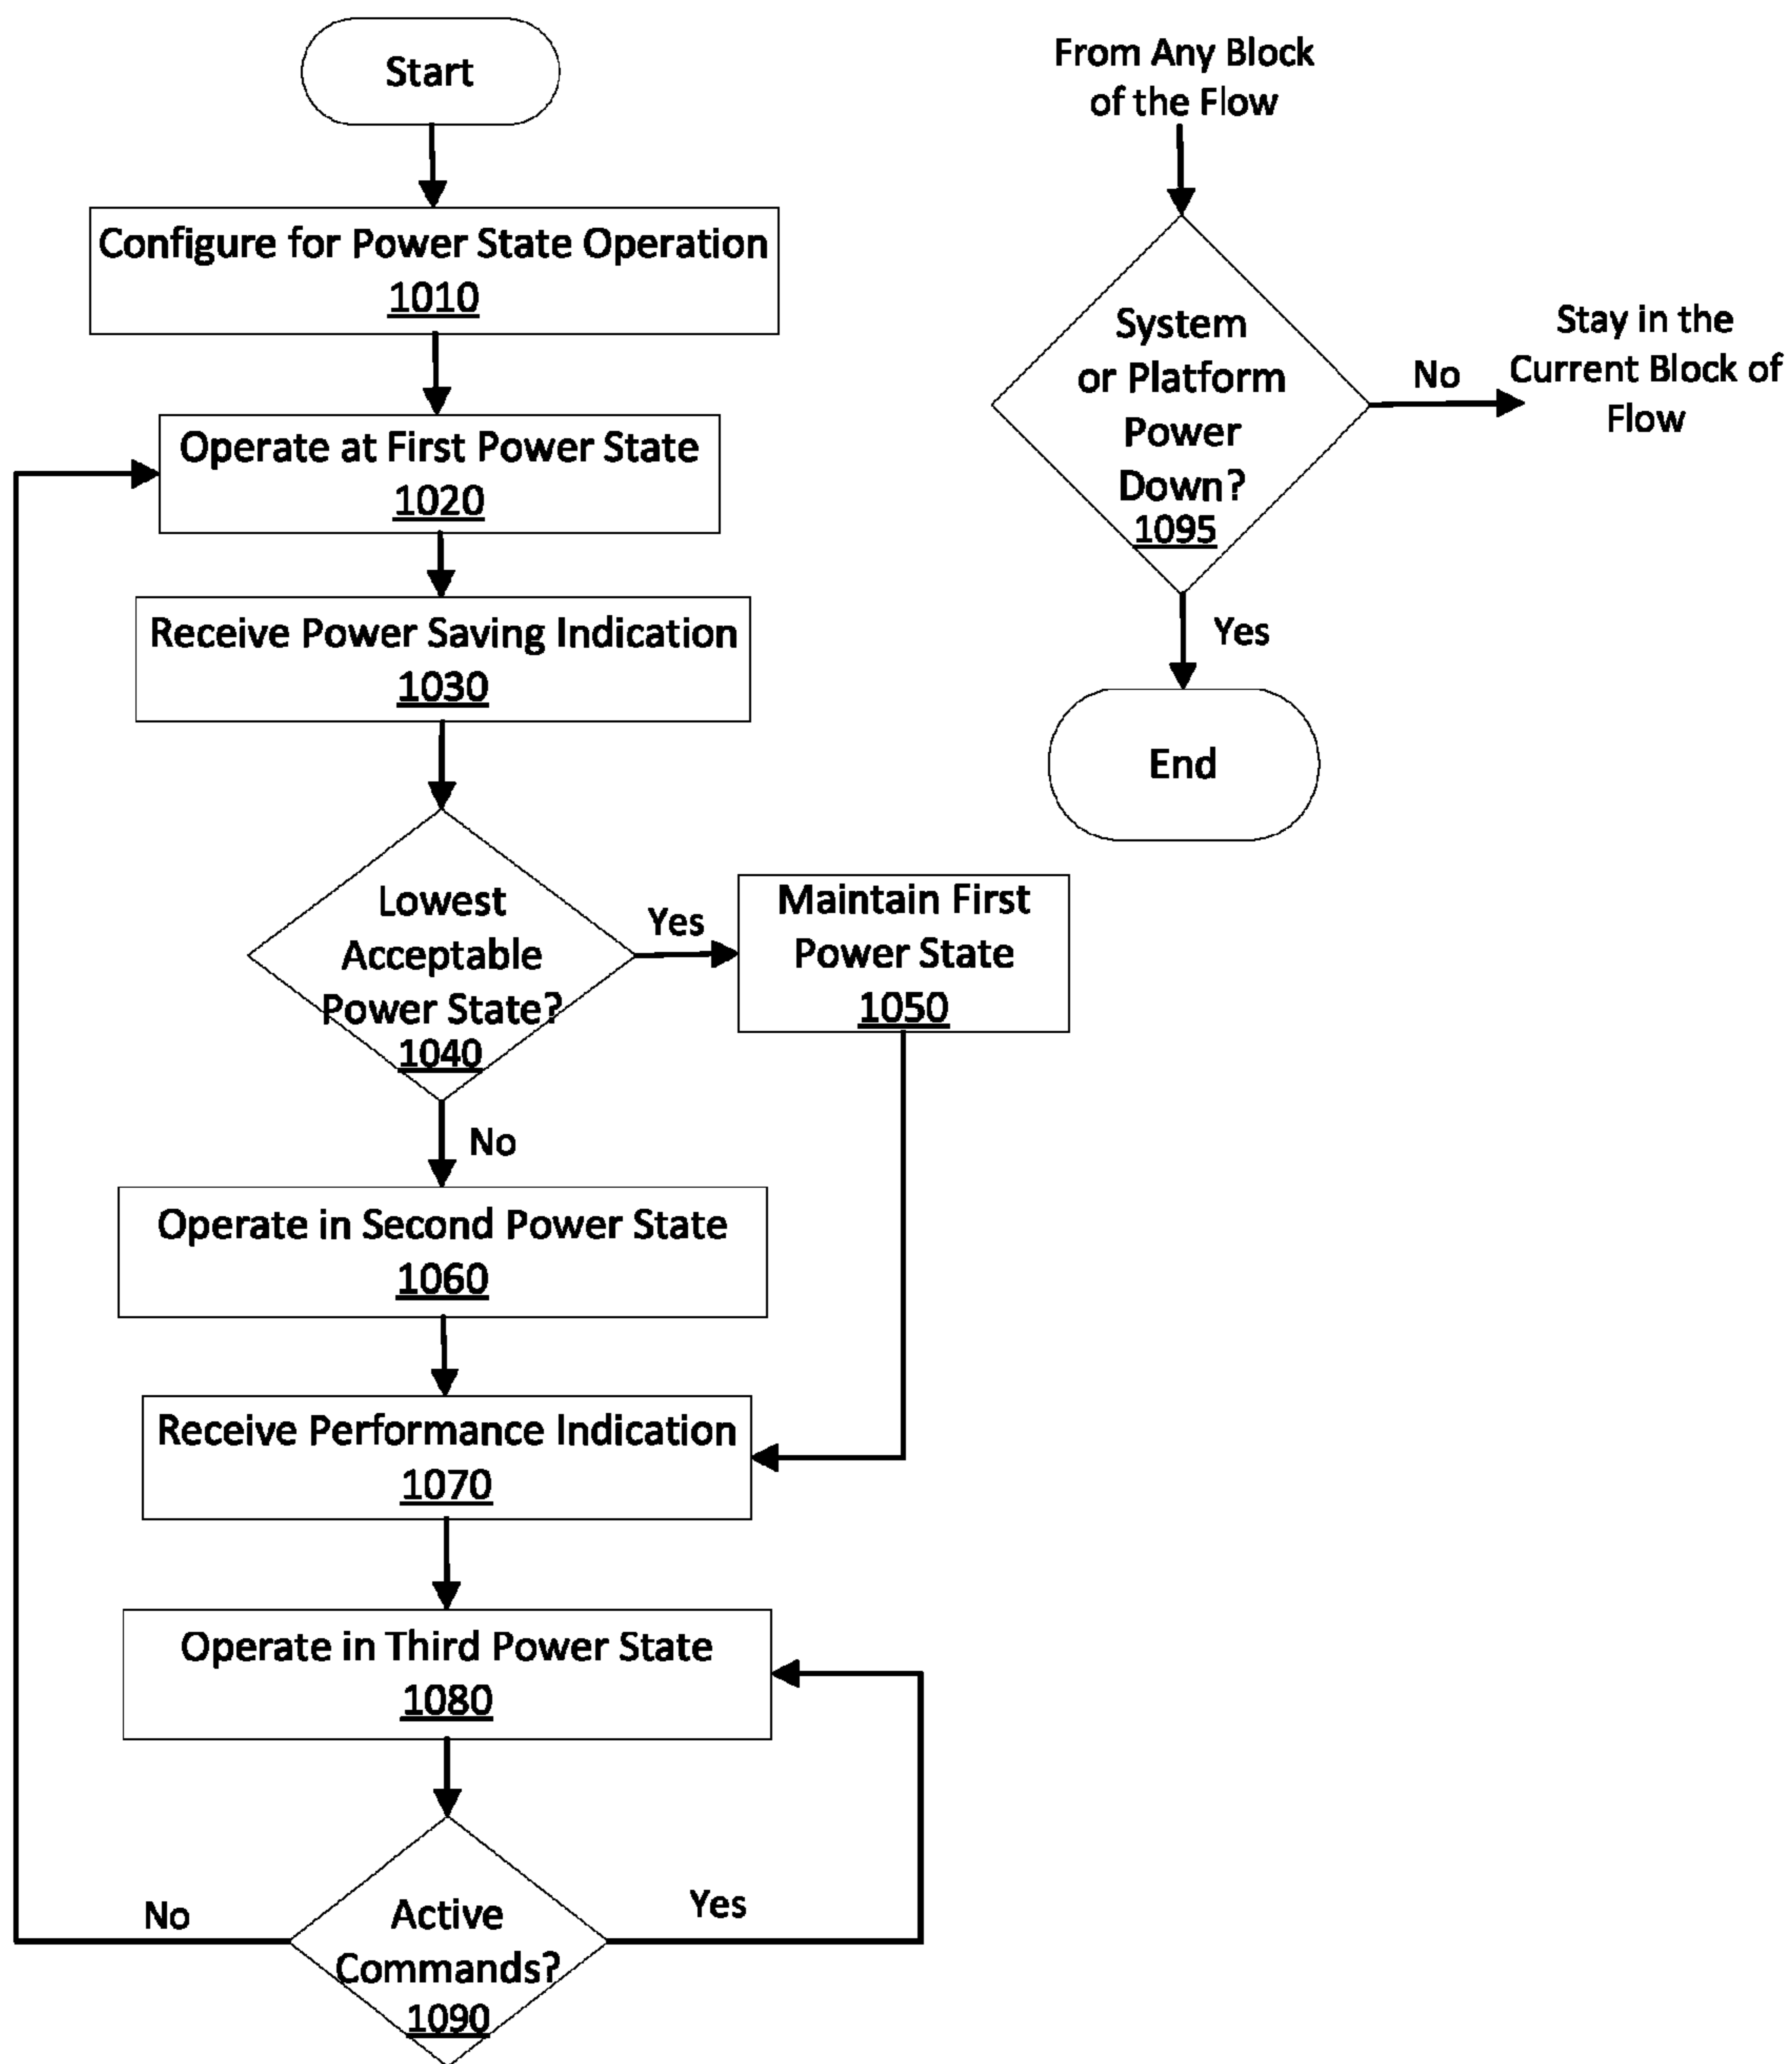 Start
Configure for Power State Operation
1010
Operate at First Power State
1020
Receive Power Saving Indication
1030
Lowest
Acceptable
Power State?
1040
Yes
Maintain First
Power State
1050
No
Operate in Second Power State
1060
Receive Performance Indication
1070
Operate in Third Power State
1080
Active
Commands?
1090
No
Yes
From Any Block
of the Flow
System
or Platform
Power
Down?
1095
No
Stay in the
Current Block of
Flow
Yes
End